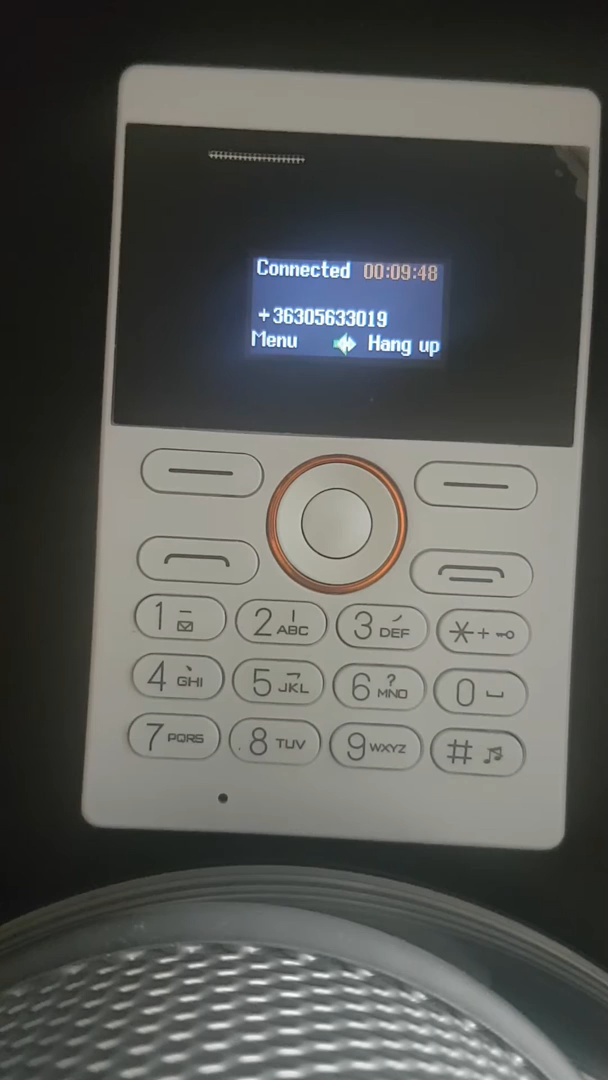 Connected 00:09:48
+36305633019
Menu Hang up
1 2 ABC 3 DEF *+
4 GHI 5 JKL 6 ? MNO 0
7 PQRS 8 TUV 9 WXYZ #